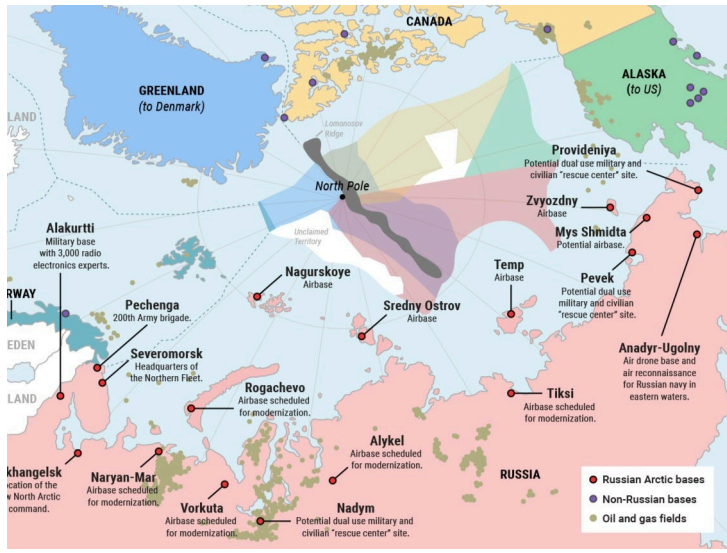 CANADA
GREENLAND
(to Denmark)
ALASKA
(to US)
LAND
Lomonosov
Ridge
North Pole
Unclaimed
Territory
Provideniya
Potential dual use military and
civilian “rescue center” site.
Zvyozdny
Airbase
Mys Shmidta
Potential airbase.
Pevek
Potential dual use
military and civilian
“rescue center” site.
Anadyr-Ugolny
Air drone base and
air reconnaissance
for Russian navy in
eastern waters.
Alakurtti
Military base
with 3,000 radio
electronics experts.
Nagurskoye
Airbase
Temp
Airbase
Sredny Ostrov
Airbase
RWAY
EDEN
LAND
Pechenga
200th Army brigade.
Severomorsk
Headquarters of
the Northern Fleet.
Rogachevo
Airbase scheduled
for modernization.
Tiksi
Airbase scheduled
for modernization.
khangelsk
ocation of the
w North Arctic
command.
Naryan-Mar
Airbase scheduled
for modernization.
Vorkuta
Airbase scheduled
for modernization.
Alykel
Airbase scheduled
for modernization.
Nadym
Potential dual use military and
civilian “rescue center” site.
RUSSIA
Russian Arctic bases
Non-Russian bases
Oil and gas fields